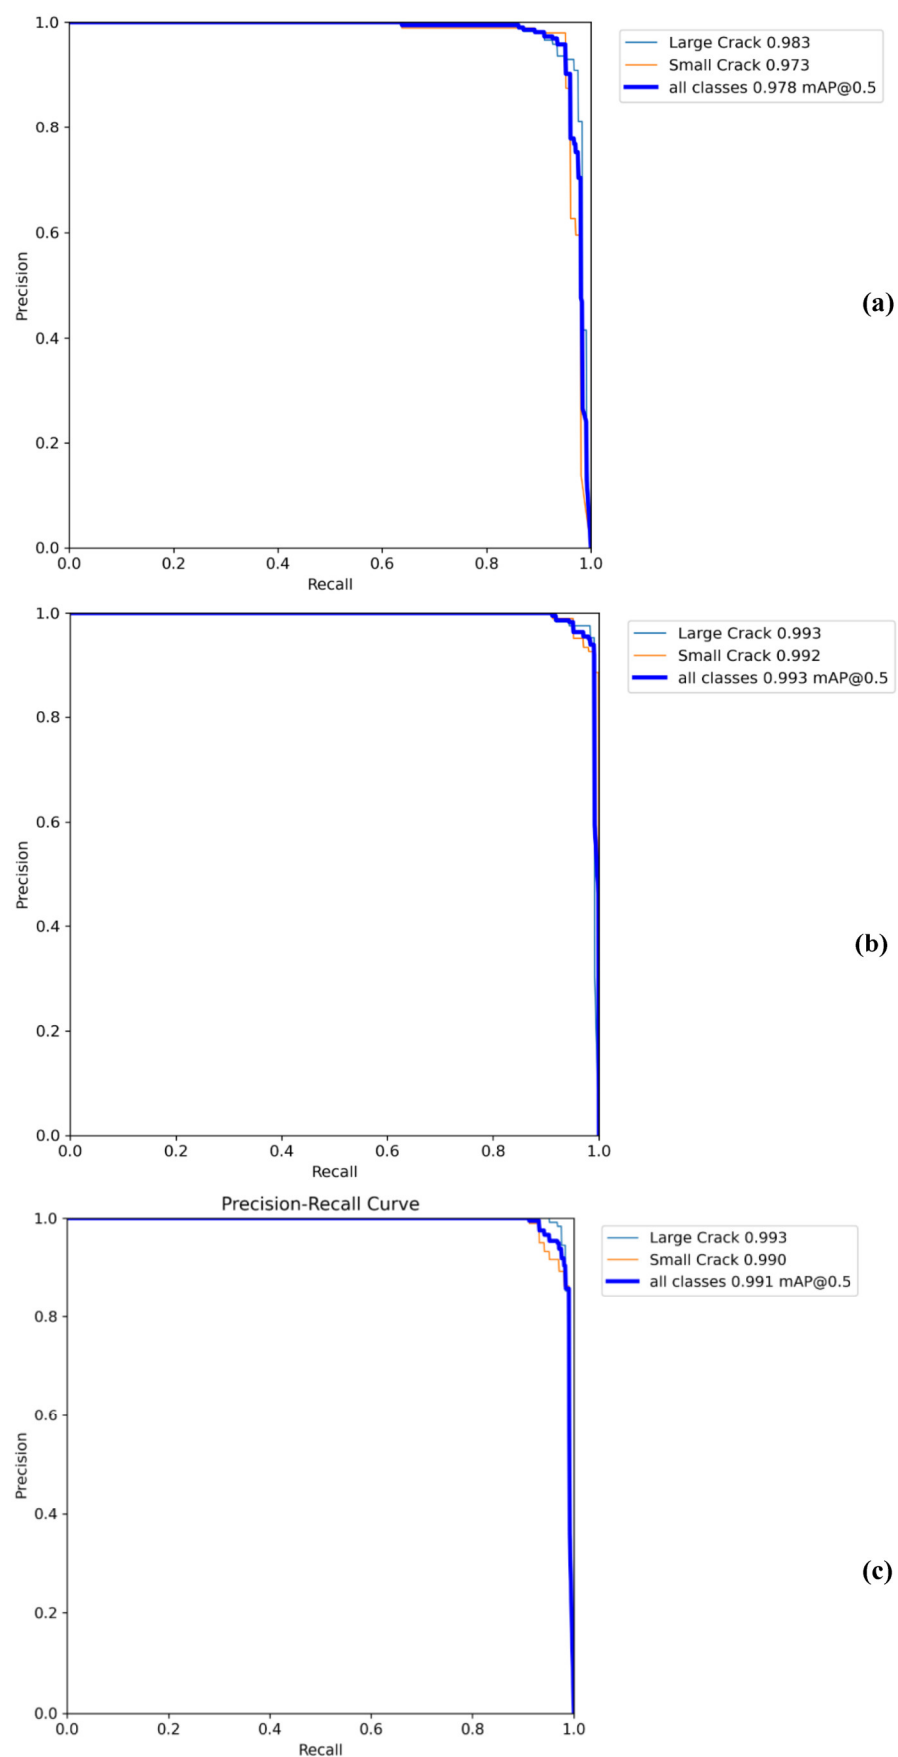 1.0
0.8
0.6
0.4
0.2
0.0
Precision
0.0 0.2 0.4 0.6 0.8 1.0
Recall
Large Crack 0.983
Small Crack 0.973
all classes 0.978 mAP@0.5
(a)
1.0
0.8
0.6
0.4
0.2
0.0
Precision
0.0 0.2 0.4 0.6 0.8 1.0
Recall
Large Crack 0.993
Small Crack 0.992
all classes 0.993 mAP@0.5
(b)
Precision-Recall Curve
1.0
0.8
0.6
0.4
0.2
0.0
Precision
0.0 0.2 0.4 0.6 0.8 1.0
Recall
Large Crack 0.993
Small Crack 0.990
all classes 0.991 mAP@0.5
(c)